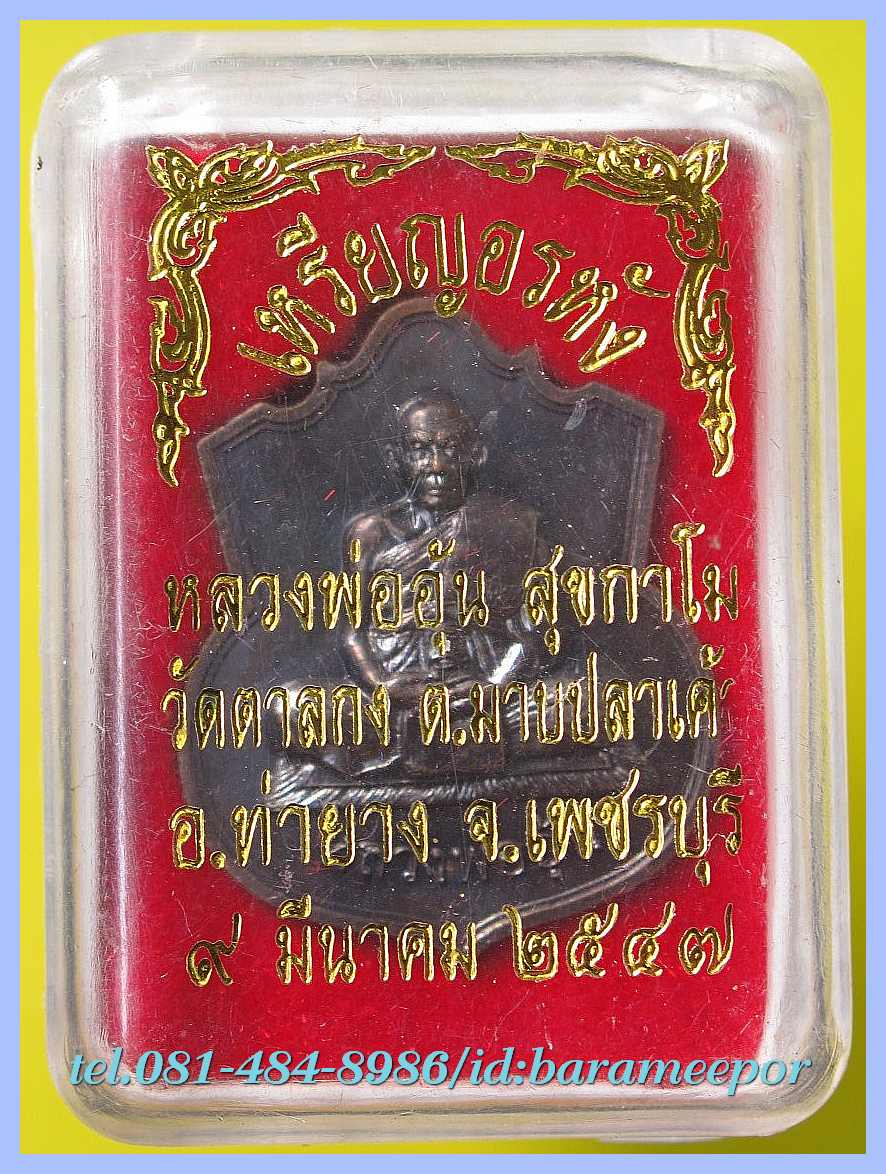 เหรียญอรหัง
หลวงพ่ออุ้น สุขกาโม
วัดตาลกง ต.มาบปลาเค้
อ.ท่ายาง จ.เพชรบุรี
๙ มีนาคม ๒๕๔๗
tel.081-484-8986/id:barameepor